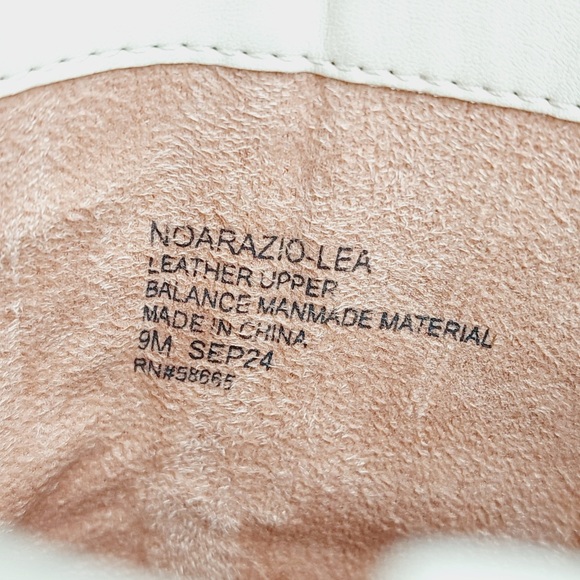 NOARAZIO-LEA
LEATHER UPPER
BALANCE MANMADE MATERIAL
MADE IN CHINA
9M SEP24
RN#58665